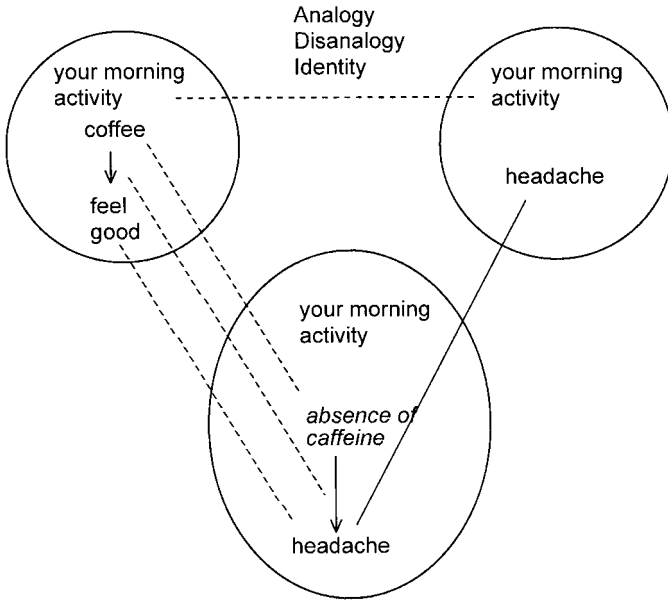 Analogy
Disanalogy
Identity
your morning
activity
coffee
feel
good
your morning
activity
headache
your morning
activity
absence of
caffeine
headache